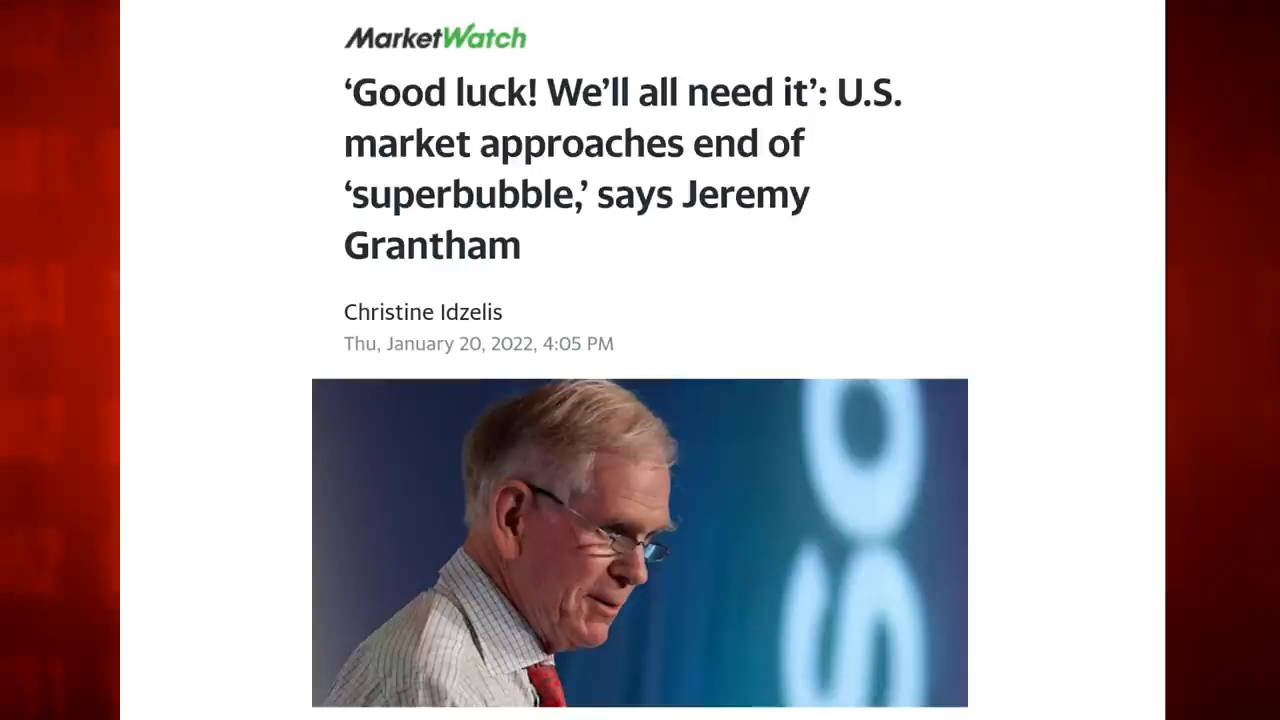 MarketWatch
‘Good luck! We’ll all need it’: U.S.
market approaches end of
‘superbubble,’ says Jeremy
Grantham
Christine Idzelis
Thu, January 20, 2022, 4:05 PM
SO